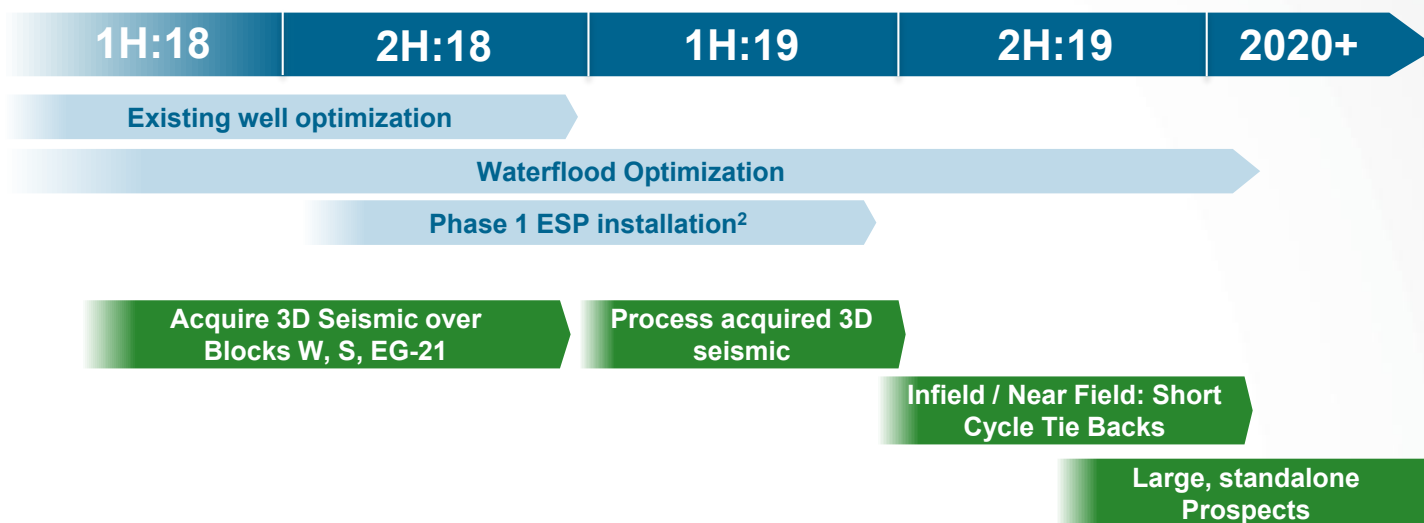 1H:18 2H:18 1H:19 2H:19 2020+
Existing well optimization
Waterflood Optimization
Phase 1 ESP installation²
Acquire 3D Seismic over
Blocks W, S, EG-21
Process acquired 3D
seismic
Infield / Near Field: Short
Cycle Tie Backs
Large, standalone
Prospects